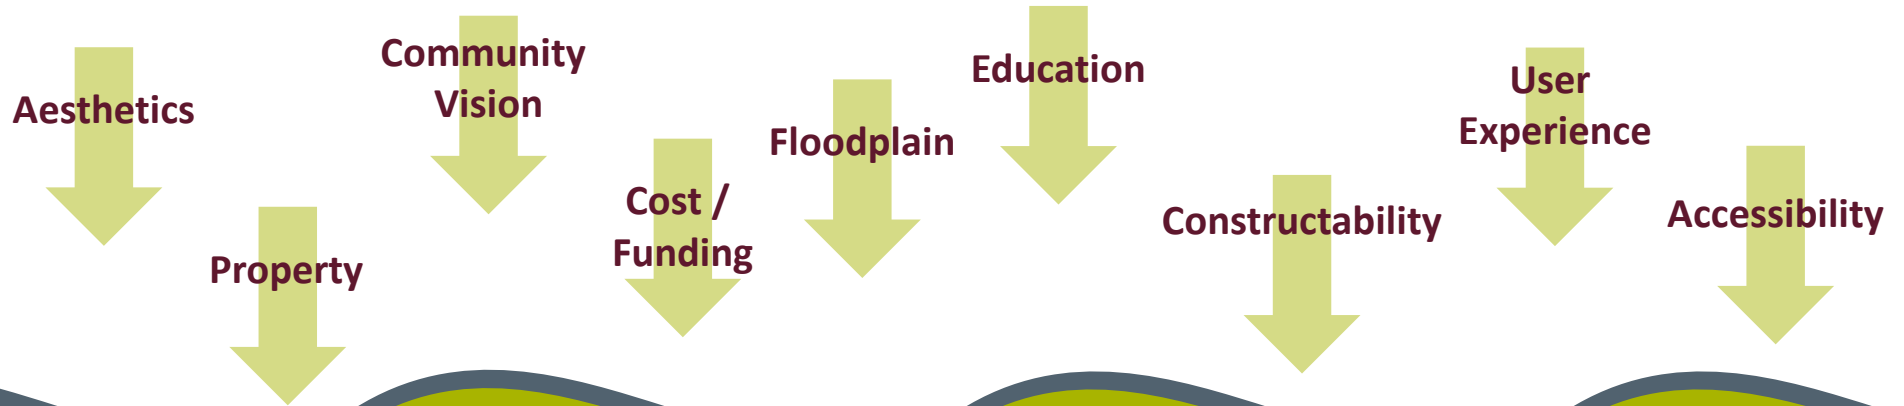 Aesthetics
Property
Community
Vision
Cost /
Funding
Floodplain
Education
Constructability
User
Experience
Accessibility